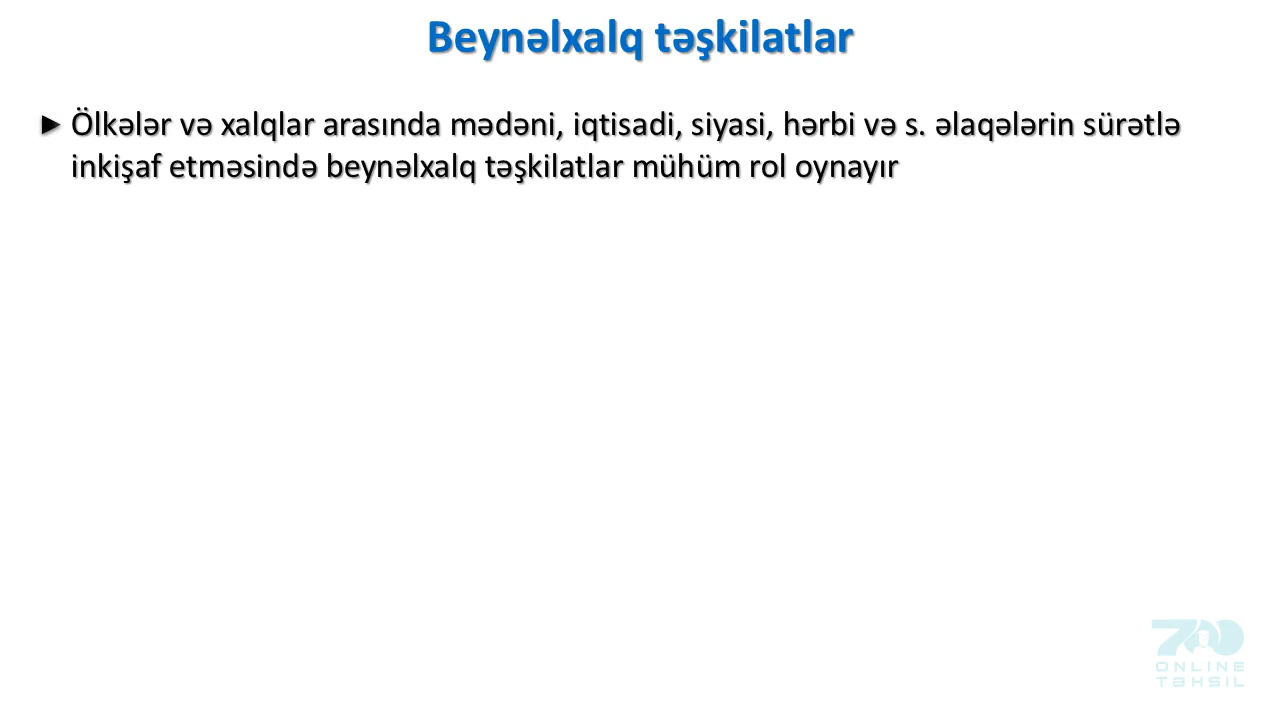 Beynəlxalq təşkilatlar
► Ölkələr və xalqlar arasında mədəni, iqtisadi, siyasi, hərbi və s. əlaqələrin sürətlə
inkişaf etməsində beynəlxalq təşkilatlar mühüm rol oynayır
700
ONLINE
TƏHSİL